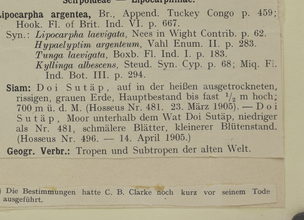 Lipocarpha argentea, Br., Append. Tuckey Congo p. 459;
Hook. Fl. of Brit. Ind. VI. p. 667.
Syn.: Lipocarpha laevigata, Nees in Wight Contrib. p. 62.
Hypaelyptum argenteum, Vahl Enum. II p. 283.
Tunga laevigata, Boxb. Fl. Ind. I. p. 183.
Kyllinga albescens, Steud. Syn. Cyp. p. 68; Miq. Fl.
Ind. Bot. III. p. 294.
Siam: Doi Sutäp, auf in der heißen ausgetrockneten,
rissigen, grauen Erde, Hauptbestand bis fast ½ m hoch;
700 m ü. d. M. (Hosseus Nr. 481. 23. März 1905). — Doi
Sutäp, Moor unterhalb dem Wat Doi Sutäp, niedriger
als Nr. 481, schmälere Blätter, kleinerer Blütenstand.
(Hosseus Nr. 496. — 14. April 1905.)
Geogr. Verbr.: Tropen und Subtropen der alten Welt.
) Die Bestimmungen hatte C. B. Clarke noch kurz vor seinem Tode
ausgeführt.